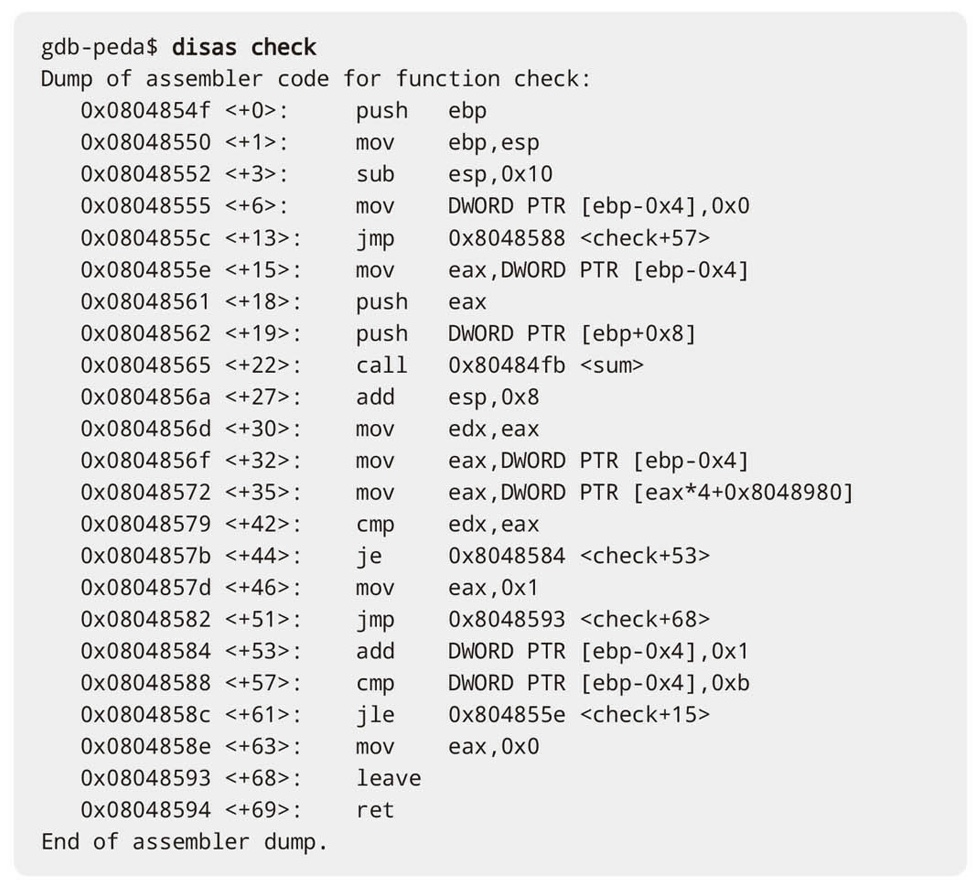 gdb-peda$ disas check
Dump of assembler code for function check:
0x0804854f <+0>: push ebp
0x08048550 <+1>: mov ebp,esp
0x08048552 <+3>: sub esp,0x10
0x08048555 <+6>: mov DWORD PTR [ebp-0x4],0x0
0x0804855c <+13>: jmp 0x8048588 <check+57>
0x0804855e <+15>: mov eax,DWORD PTR [ebp-0x4]
0x08048561 <+18>: push eax
0x08048562 <+19>: push DWORD PTR [ebp+0x8]
0x08048565 <+22>: call 0x80484fb <sum>
0x0804856a <+27>: add esp,0x8
0x0804856d <+30>: mov edx,eax
0x0804856f <+32>: mov eax,DWORD PTR [ebp-0x4]
0x08048572 <+35>: mov eax,DWORD PTR [eax*4+0x8048980]
0x08048579 <+42>: cmp edx,eax
0x0804857b <+44>: je 0x8048584 <check+53>
0x0804857d <+46>: mov eax,0x1
0x08048582 <+51>: jmp 0x8048593 <check+68>
0x08048584 <+53>: add DWORD PTR [ebp-0x4],0x1
0x08048588 <+57>: cmp DWORD PTR [ebp-0x4],0xb
0x0804858c <+61>: jle 0x804855e <check+15>
0x0804858e <+63>: mov eax,0x0
0x08048593 <+68>: leave
0x08048594 <+69>: ret
End of assembler dump.